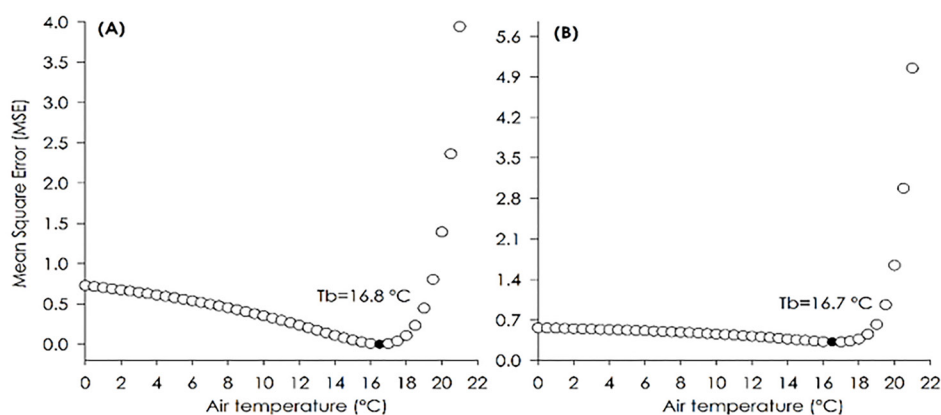 (A)
Mean Square Error (MSE)
4.0
3.5
3.0
2.5
2.0
1.5
1.0
0.5
0.0
Tb=16.8 °C
0 2 4 6 8 10 12 14 16 18 20 22
Air temperature (°C)
(B)
5.6
4.9
4.2
3.5
2.8
2.1
1.4
0.7
0.0
Tb=16.7 °C
0 2 4 6 8 10 12 14 16 18 20 22
Air temperature (°C)